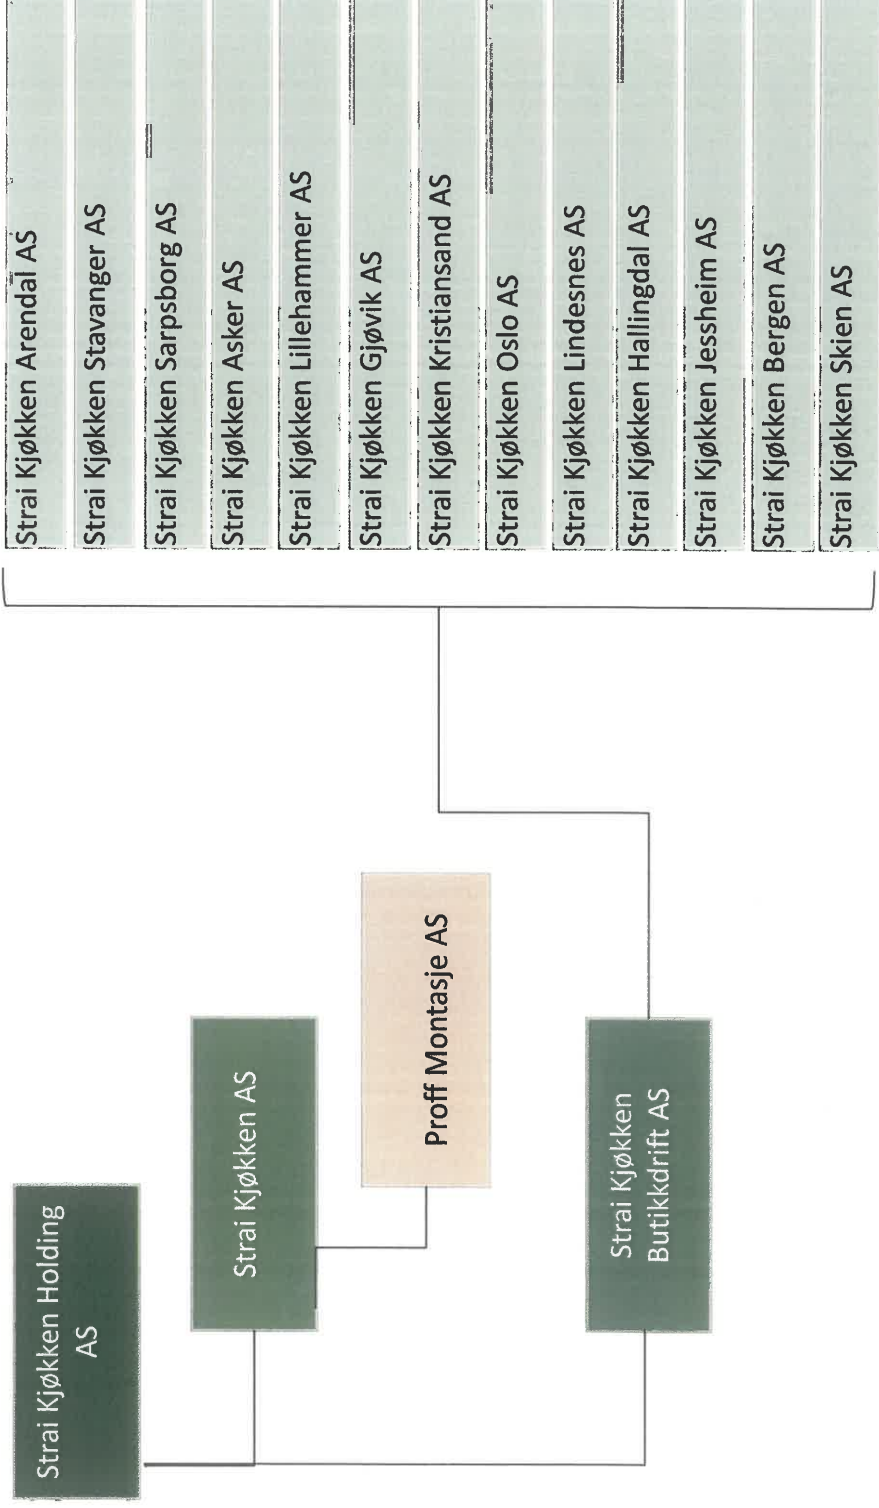 Strai Kjøkken Holding
AS
Strai Kjøkken AS
Proff Montasje AS
Strai Kjøkken
Butikkdrift AS
Strai Kjøkken Arendal AS
Strai Kjøkken Stavanger AS
Strai Kjøkken Sarpsborg AS
Strai Kjøkken Asker AS
Strai Kjøkken Lillehammer AS
Strai Kjøkken Gjøvik AS
Strai Kjøkken Kristiansand AS
Strai Kjøkken Oslo AS
Strai Kjøkken Lindesnes AS
Strai Kjøkken Hallingdal AS
Strai Kjøkken Jessheim AS
Strai Kjøkken Bergen AS
Strai Kjøkken Skien AS